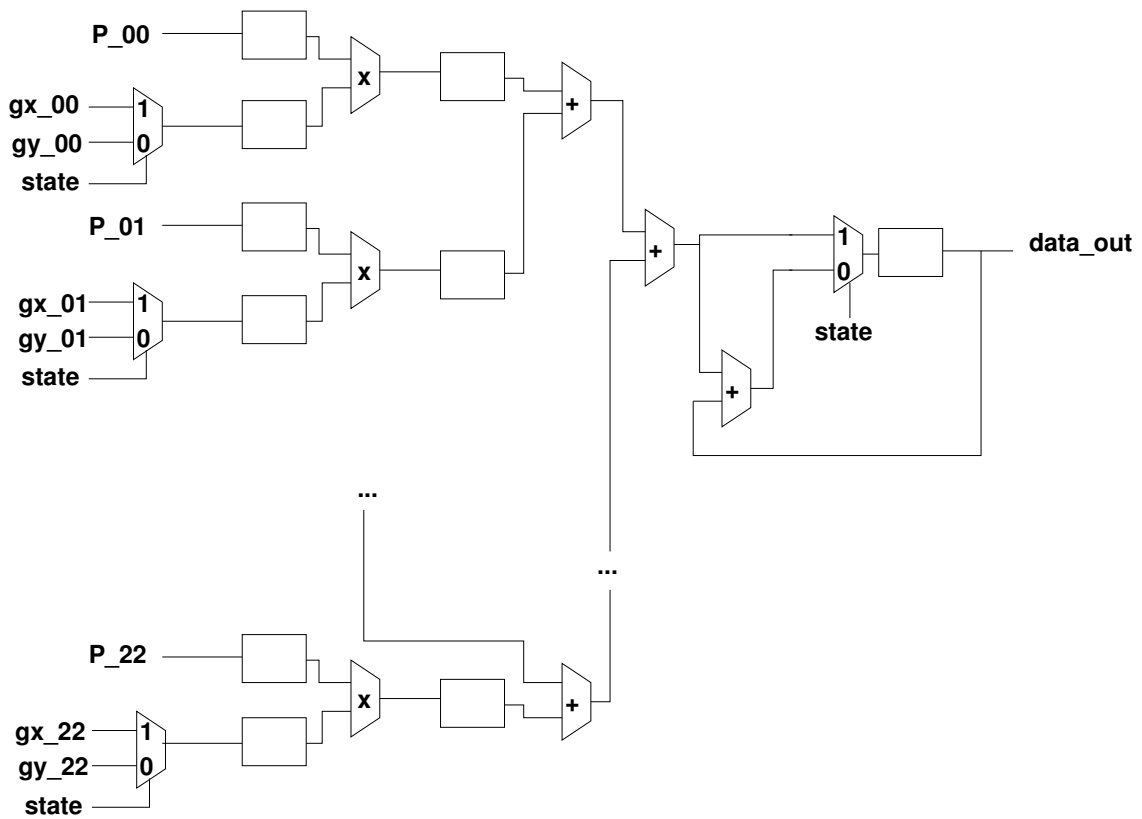 P_00
x
gx_00
1
+
gy_00
0
state
P_01
x
gx_01
1
gy_01
0
state
+
1
0
data_out
state
+
...
...
P_22
x
+
gx_22
1
gy_22
0
state